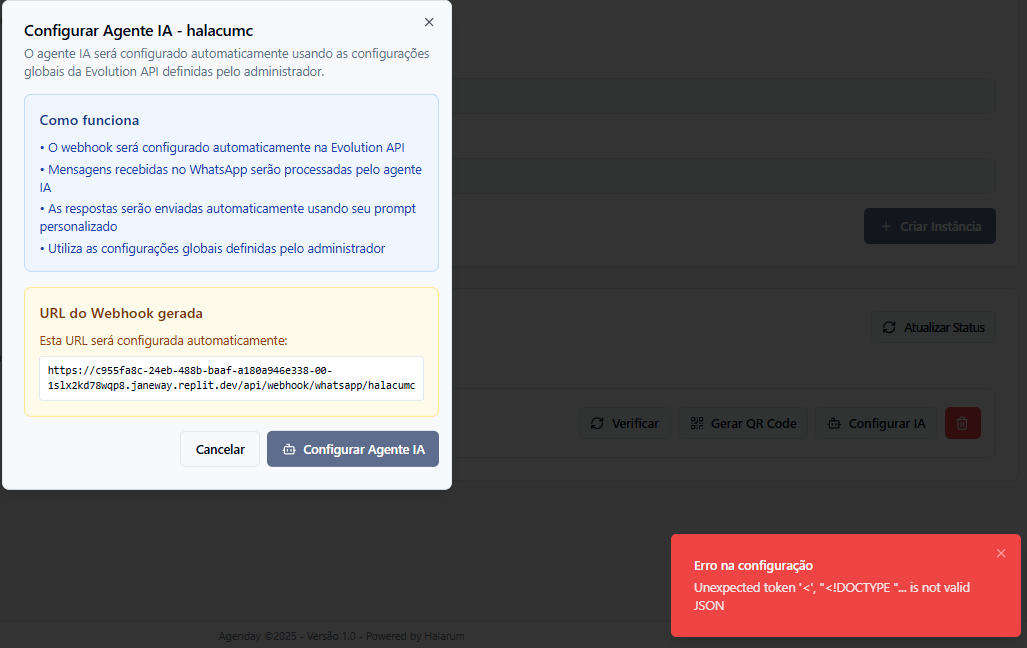 Configurar Agente IA - halacumc
O agente IA será configurado automaticamente usando as configurações
globais da Evolution API definidas pelo administrador.
Como funciona
• O webhook será configurado automaticamente na Evolution API
• Mensagens recebidas no WhatsApp serão processadas pelo agente
IA
• As respostas serão enviadas automaticamente usando seu prompt
personalizado
• Utiliza as configurações globais definidas pelo administrador
URL do Webhook gerada
Esta URL será configurada automaticamente:
https://c955fa8c-24eb-488b-baaf-a180a946e338-00-
1slx2kd78wqp8.janeway.replit.dev/api/webhook/whatsapp/halacumc
Cancelar
Configurar Agente IA
+ Criar Instância
Atualizar Status
Verificar
Gerar QR Code
Configurar IA
Erro na configuração
Unexpected token '<', "<!DOCTYPE "... is not valid
JSON
Agenday ©2025 - Versão 1.0 - Powered by Halarum